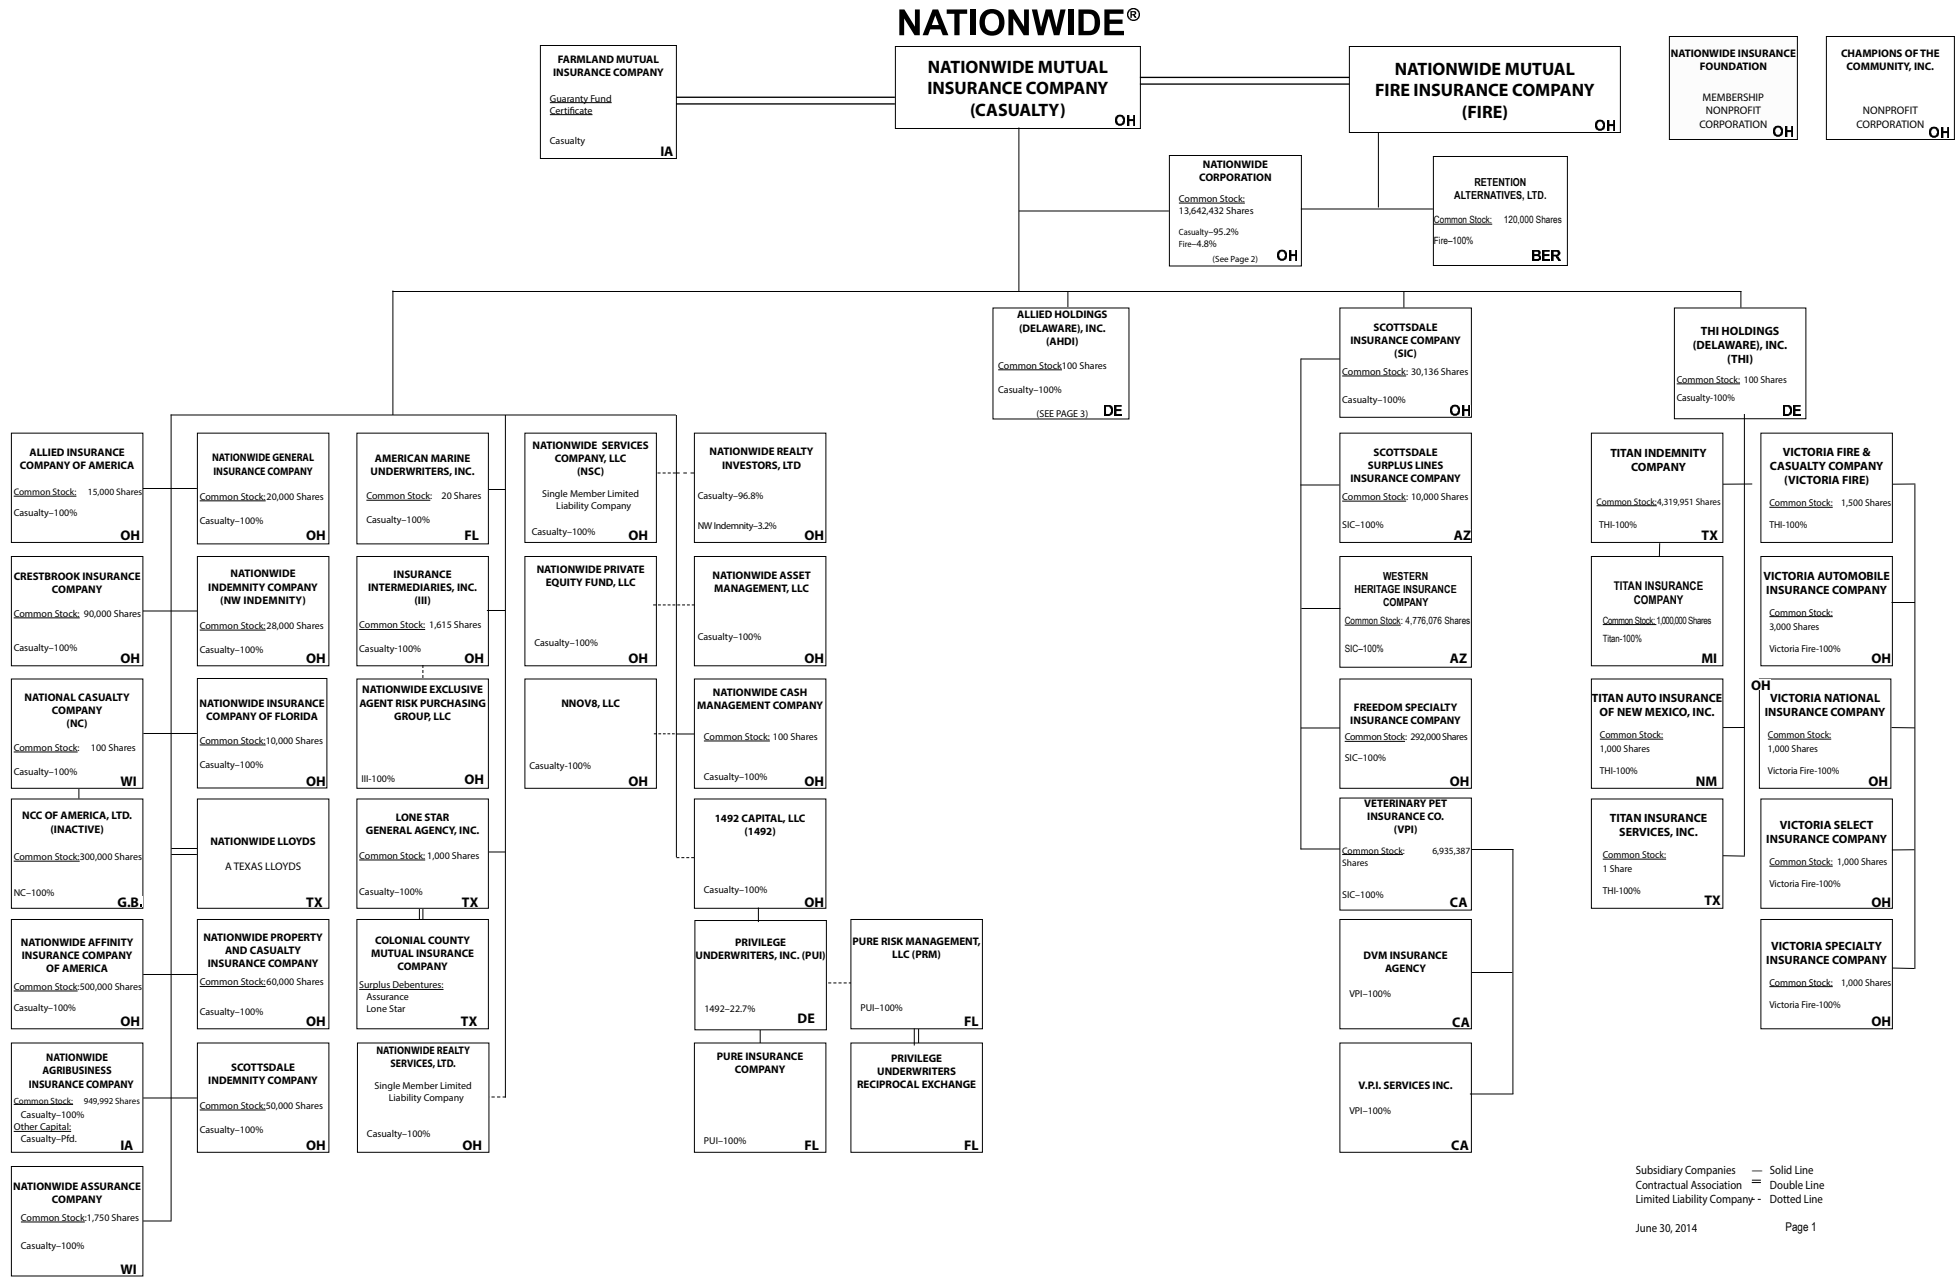 NATIONWIDE®
FARMLAND MUTUAL
INSURANCE COMPANY
Guaranty Fund
Certificate
Casualty
IA
NATIONWIDE MUTUAL
INSURANCE COMPANY
(CASUALTY)
OH
NATIONWIDE MUTUAL
FIRE INSURANCE COMPANY
(FIRE)
OH
NATIONWIDE INSURANCE
FOUNDATION
MEMBERSHIP
NONPROFIT
CORPORATION
OH
CHAMPIONS OF THE
COMMUNITY, INC.
NONPROFIT
CORPORATION
OH
NATIONWIDE
CORPORATION
Common Stock:
13,642,432 Shares
Casualty–95.2%
Fire–4.8%
(See Page 2)
OH
RETENTION
ALTERNATIVES, LTD.
Common Stock: 120,000 Shares
Fire–100%
BER
ALLIED HOLDINGS
(DELAWARE), INC.
(AHDI)
Common Stock 100 Shares
Casualty–100%
(SEE PAGE 3)
DE
SCOTTSDALE
INSURANCE COMPANY
(SIC)
Common Stock: 30,136 Shares
Casualty–100%
OH
THI HOLDINGS
(DELAWARE), INC.
(THI)
Common Stock: 100 Shares
Casualty-100%
DE
ALLIED INSURANCE
COMPANY OF AMERICA
Common Stock: 15,000 Shares
Casualty–100%
OH
NATIONWIDE GENERAL
INSURANCE COMPANY
Common Stock: 20,000 Shares
Casualty–100%
OH
AMERICAN MARINE
UNDERWRITERS, INC.
Common Stock: 20 Shares
Casualty–100%
FL
NATIONWIDE SERVICES
COMPANY, LLC
(NSC)
Single Member Limited
Liability Company
Casualty–100%
OH
NATIONWIDE REALTY
INVESTORS, LTD
Casualty–96.8%
NW Indemnity–3.2%
OH
SCOTTSDALE
SURPLUS LINES
INSURANCE COMPANY
Common Stock: 10,000 Shares
SIC–100%
AZ
TITAN INDEMNITY
COMPANY
Common Stock: 4,319,951 Shares
THI-100%
TX
VICTORIA FIRE &
CASUALTY COMPANY
(VICTORIA FIRE)
Common Stock: 1,500 Shares
THI-100%
CRESTBROOK INSURANCE
COMPANY
Common Stock: 90,000 Shares
Casualty–100%
OH
NATIONWIDE
INDEMNITY COMPANY
(NW INDEMNITY)
Common Stock: 28,000 Shares
Casualty–100%
OH
INSURANCE
INTERMEDIARIES, INC.
(III)
Common Stock: 1,615 Shares
Casualty-100%
OH
NATIONWIDE PRIVATE
EQUITY FUND, LLC
Casualty–100%
OH
NATIONWIDE ASSET
MANAGEMENT, LLC
Casualty–100%
OH
WESTERN
HERITAGE INSURANCE
COMPANY
Common Stock: 4,776,076 Shares
SIC–100%
AZ
TITAN INSURANCE
COMPANY
Common Stock: 1,000,000 Shares
Titan-100%
MI
VICTORIA AUTOMOBILE
INSURANCE COMPANY
Common Stock:
3,000 Shares
Victoria Fire-100%
OH
NATIONAL CASUALTY
COMPANY
(NC)
Common Stock: 100 Shares
Casualty–100%
WI
NATIONWIDE INSURANCE
COMPANY OF FLORIDA
Common Stock: 10,000 Shares
Casualty–100%
OH
NATIONWIDE EXCLUSIVE
AGENT RISK PURCHASING
GROUP, LLC
III-100%
OH
NNOV8, LLC
Casualty-100%
OH
NATIONWIDE CASH
MANAGEMENT COMPANY
Common Stock: 100 Shares
Casualty–100%
OH
FREEDOM SPECIALTY
INSURANCE COMPANY
Common Stock: 292,000 Shares
SIC–100%
OH
TITAN AUTO INSURANCE
OF NEW MEXICO, INC.
Common Stock:
1,000 Shares
THI-100%
NM
OH
VICTORIA NATIONAL
INSURANCE COMPANY
Common Stock:
1,000 Shares
Victoria Fire-100%
OH
NCC OF AMERICA, LTD.
(INACTIVE)
Common Stock: 300,000 Shares
NC–100%
G.B.
NATIONWIDE LLOYDS
A TEXAS LLOYDS
TX
LONE STAR
GENERAL AGENCY, INC.
Common Stock: 1,000 Shares
Casualty–100%
TX
1492 CAPITAL, LLC
(1492)
Casualty–100%
OH
VETERINARY PET
INSURANCE CO.
(VPI)
Common Stock: 6,935,387
Shares
SIC–100%
CA
TITAN INSURANCE
SERVICES, INC.
Common Stock:
1 Share
THI-100%
TX
VICTORIA SELECT
INSURANCE COMPANY
Common Stock: 1,000 Shares
Victoria Fire-100%
OH
NATIONWIDE AFFINITY
INSURANCE COMPANY
OF AMERICA
Common Stock: 500,000 Shares
Casualty–100%
OH
NATIONWIDE PROPERTY
AND CASUALTY
INSURANCE COMPANY
Common Stock: 60,000 Shares
Casualty–100%
OH
COLONIAL COUNTY
MUTUAL INSURANCE
COMPANY
Surplus Debentures:
Assurance
Lone Star
TX
PRIVILEGE
UNDERWRITERS, INC. (PUI)
1492–22.7%
DE
PURE RISK MANAGEMENT,
LLC (PRM)
PUI–100%
FL
DVM INSURANCE
AGENCY
VPI–100%
CA
VICTORIA SPECIALTY
INSURANCE COMPANY
Common Stock: 1,000 Shares
Victoria Fire-100%
OH
NATIONWIDE
AGRIBUSINESS
INSURANCE COMPANY
Common Stock: 949,992 Shares
Casualty–100%
Other Capital:
Casualty–Pfd.
IA
SCOTTSDALE
INDEMNITY COMPANY
Common Stock: 50,000 Shares
Casualty–100%
OH
NATIONWIDE REALTY
SERVICES, LTD.
Single Member Limited
Liability Company
Casualty–100%
OH
PURE INSURANCE
COMPANY
PUI–100%
FL
PRIVILEGE
UNDERWRITERS
RECIPROCAL EXCHANGE
FL
V.P.I. SERVICES INC.
VPI–100%
CA
NATIONWIDE ASSURANCE
COMPANY
Common Stock: 1,750 Shares
Casualty–100%
WI
Subsidiary Companies — Solid Line
Contractual Association = Double Line
Limited Liability Company - - Dotted Line
June 30, 2014 Page 1